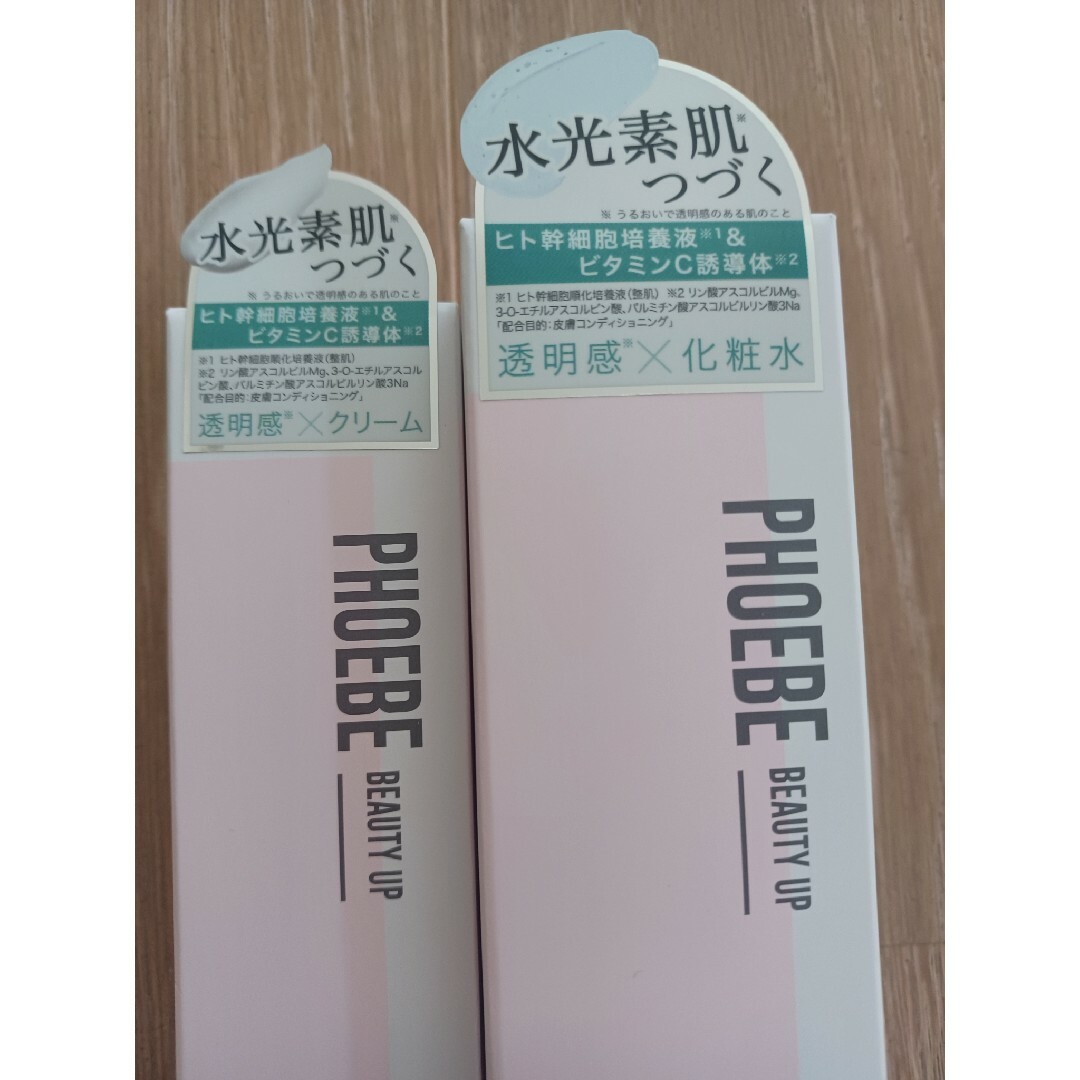 水光素肌※
つづく
※ うるおいで透明感のある肌のこと
ヒト幹細胞培養液※1&
ビタミンC誘導体※2
※1 ヒト幹細胞順化培養液(整肌)
※2 リン酸アスコルビルMg、3-O-エチルアスコル
ビン酸、パルミチン酸アスコルビルリン酸3Na
「配合目的：皮膚コンディショニング」
透明感※×クリーム
PHOEBE
BEAUTY UP
水光素肌※
つづく
※ うるおいで透明感のある肌のこと
ヒト幹細胞培養液※1&
ビタミンC誘導体※2
※1 ヒト幹細胞順化培養液(整肌) ※2 リン酸アスコルビルMg、
3-O-エチルアスコルビン酸、パルミチン酸アスコルビルリン酸3Na
「配合目的：皮膚コンディショニング」
透明感※×化粧水
PHOEBE
BEAUTY UP